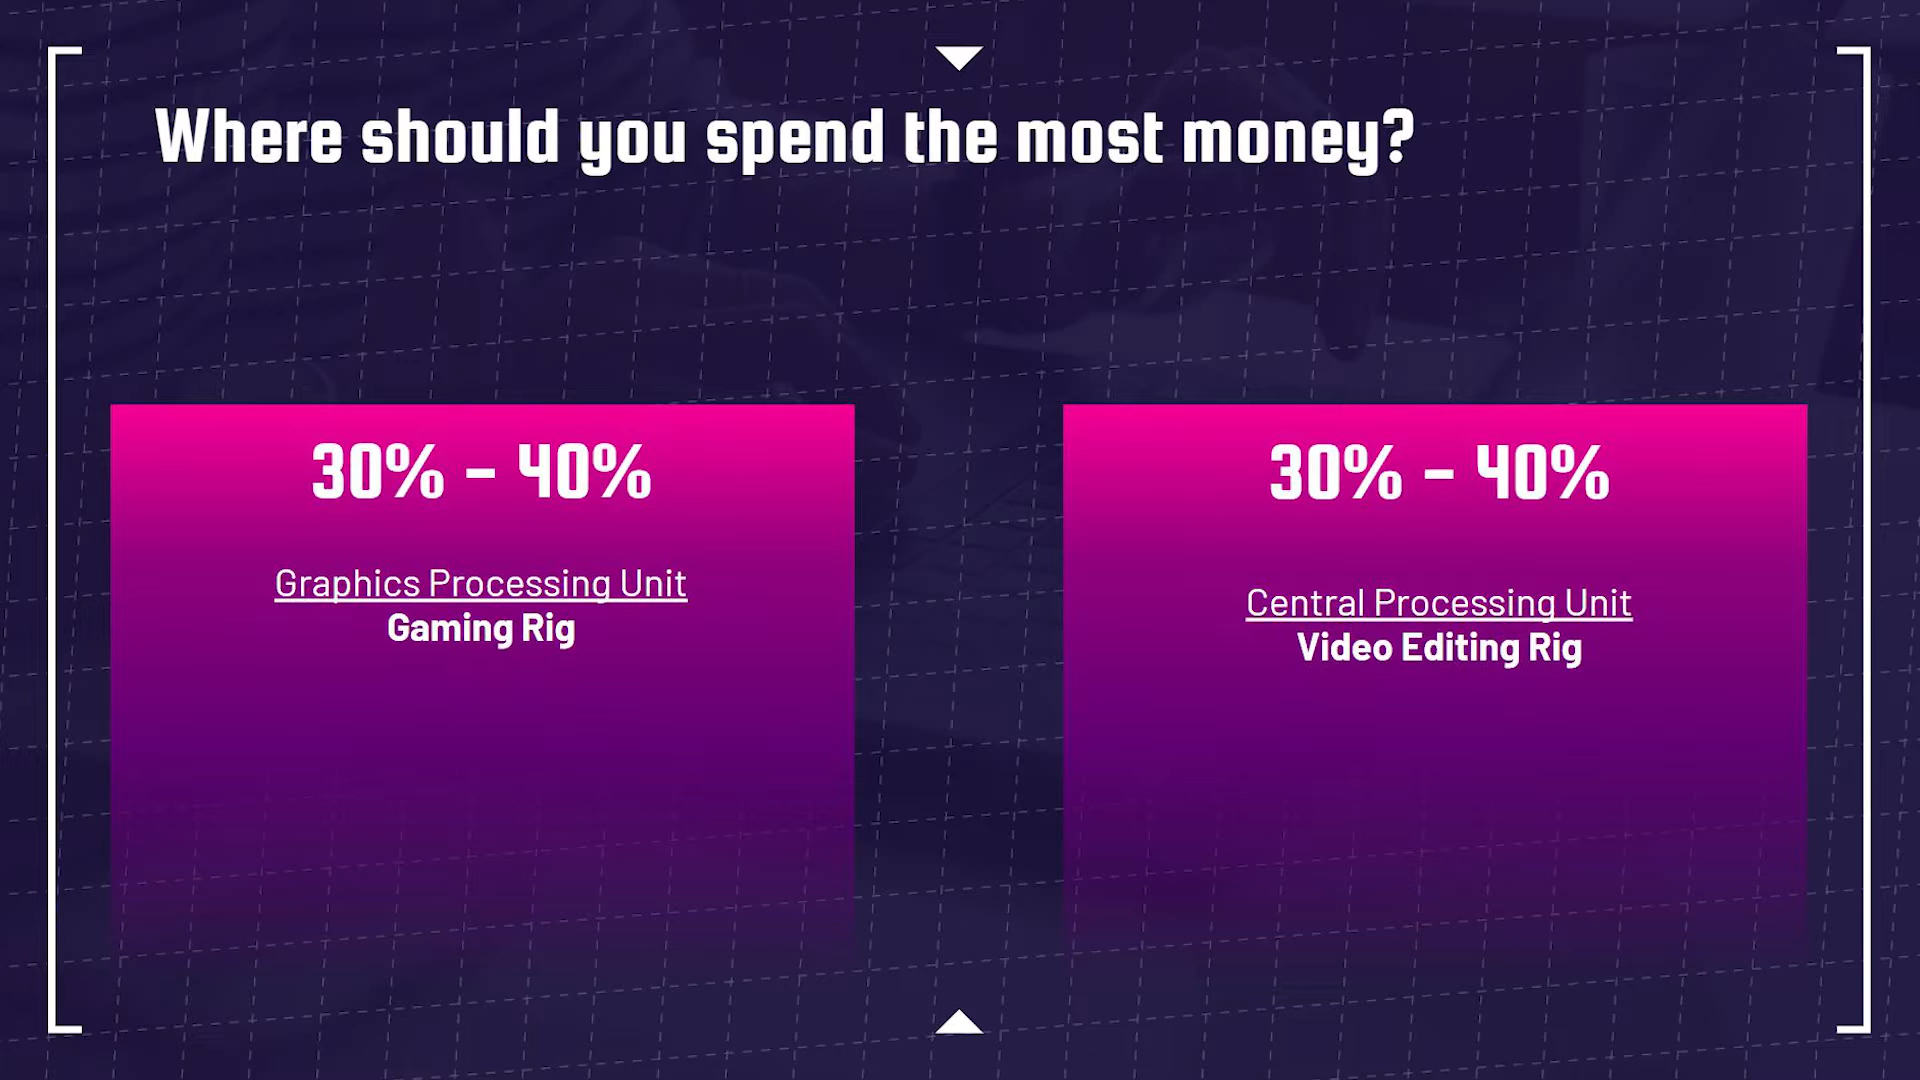 Where should you spend the most money?
30% - 40%
Graphics Processing Unit
Gaming Rig
30% - 40%
Central Processing Unit
Video Editing Rig